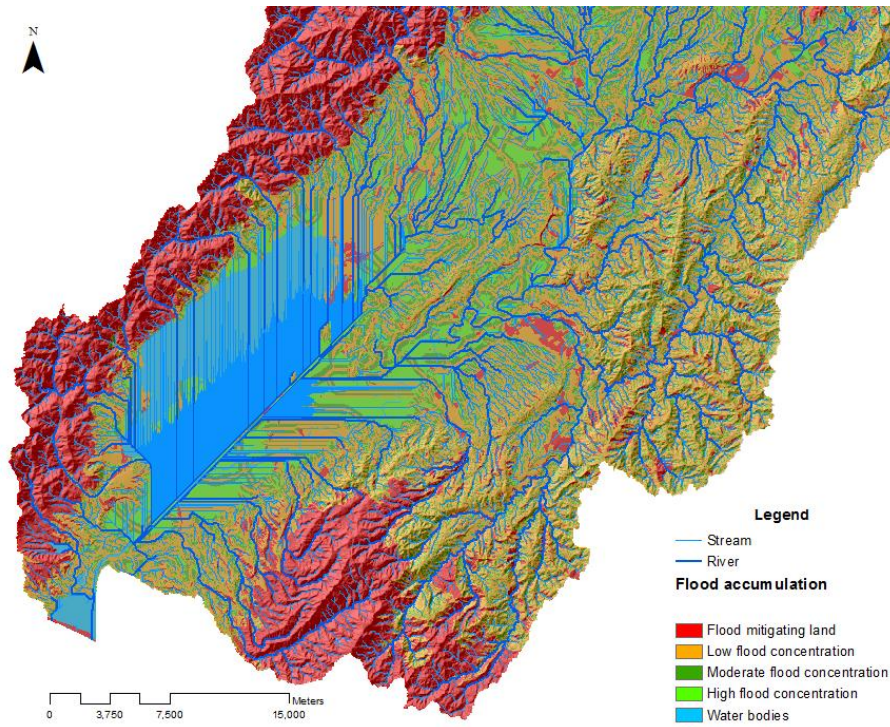 N
Legend
Stream
River
Flood accumulation
Flood mitigating land
Low flood concentration
Moderate flood concentration
High flood concentration
Water bodies
Meters
0 3,750 7,500 15,000